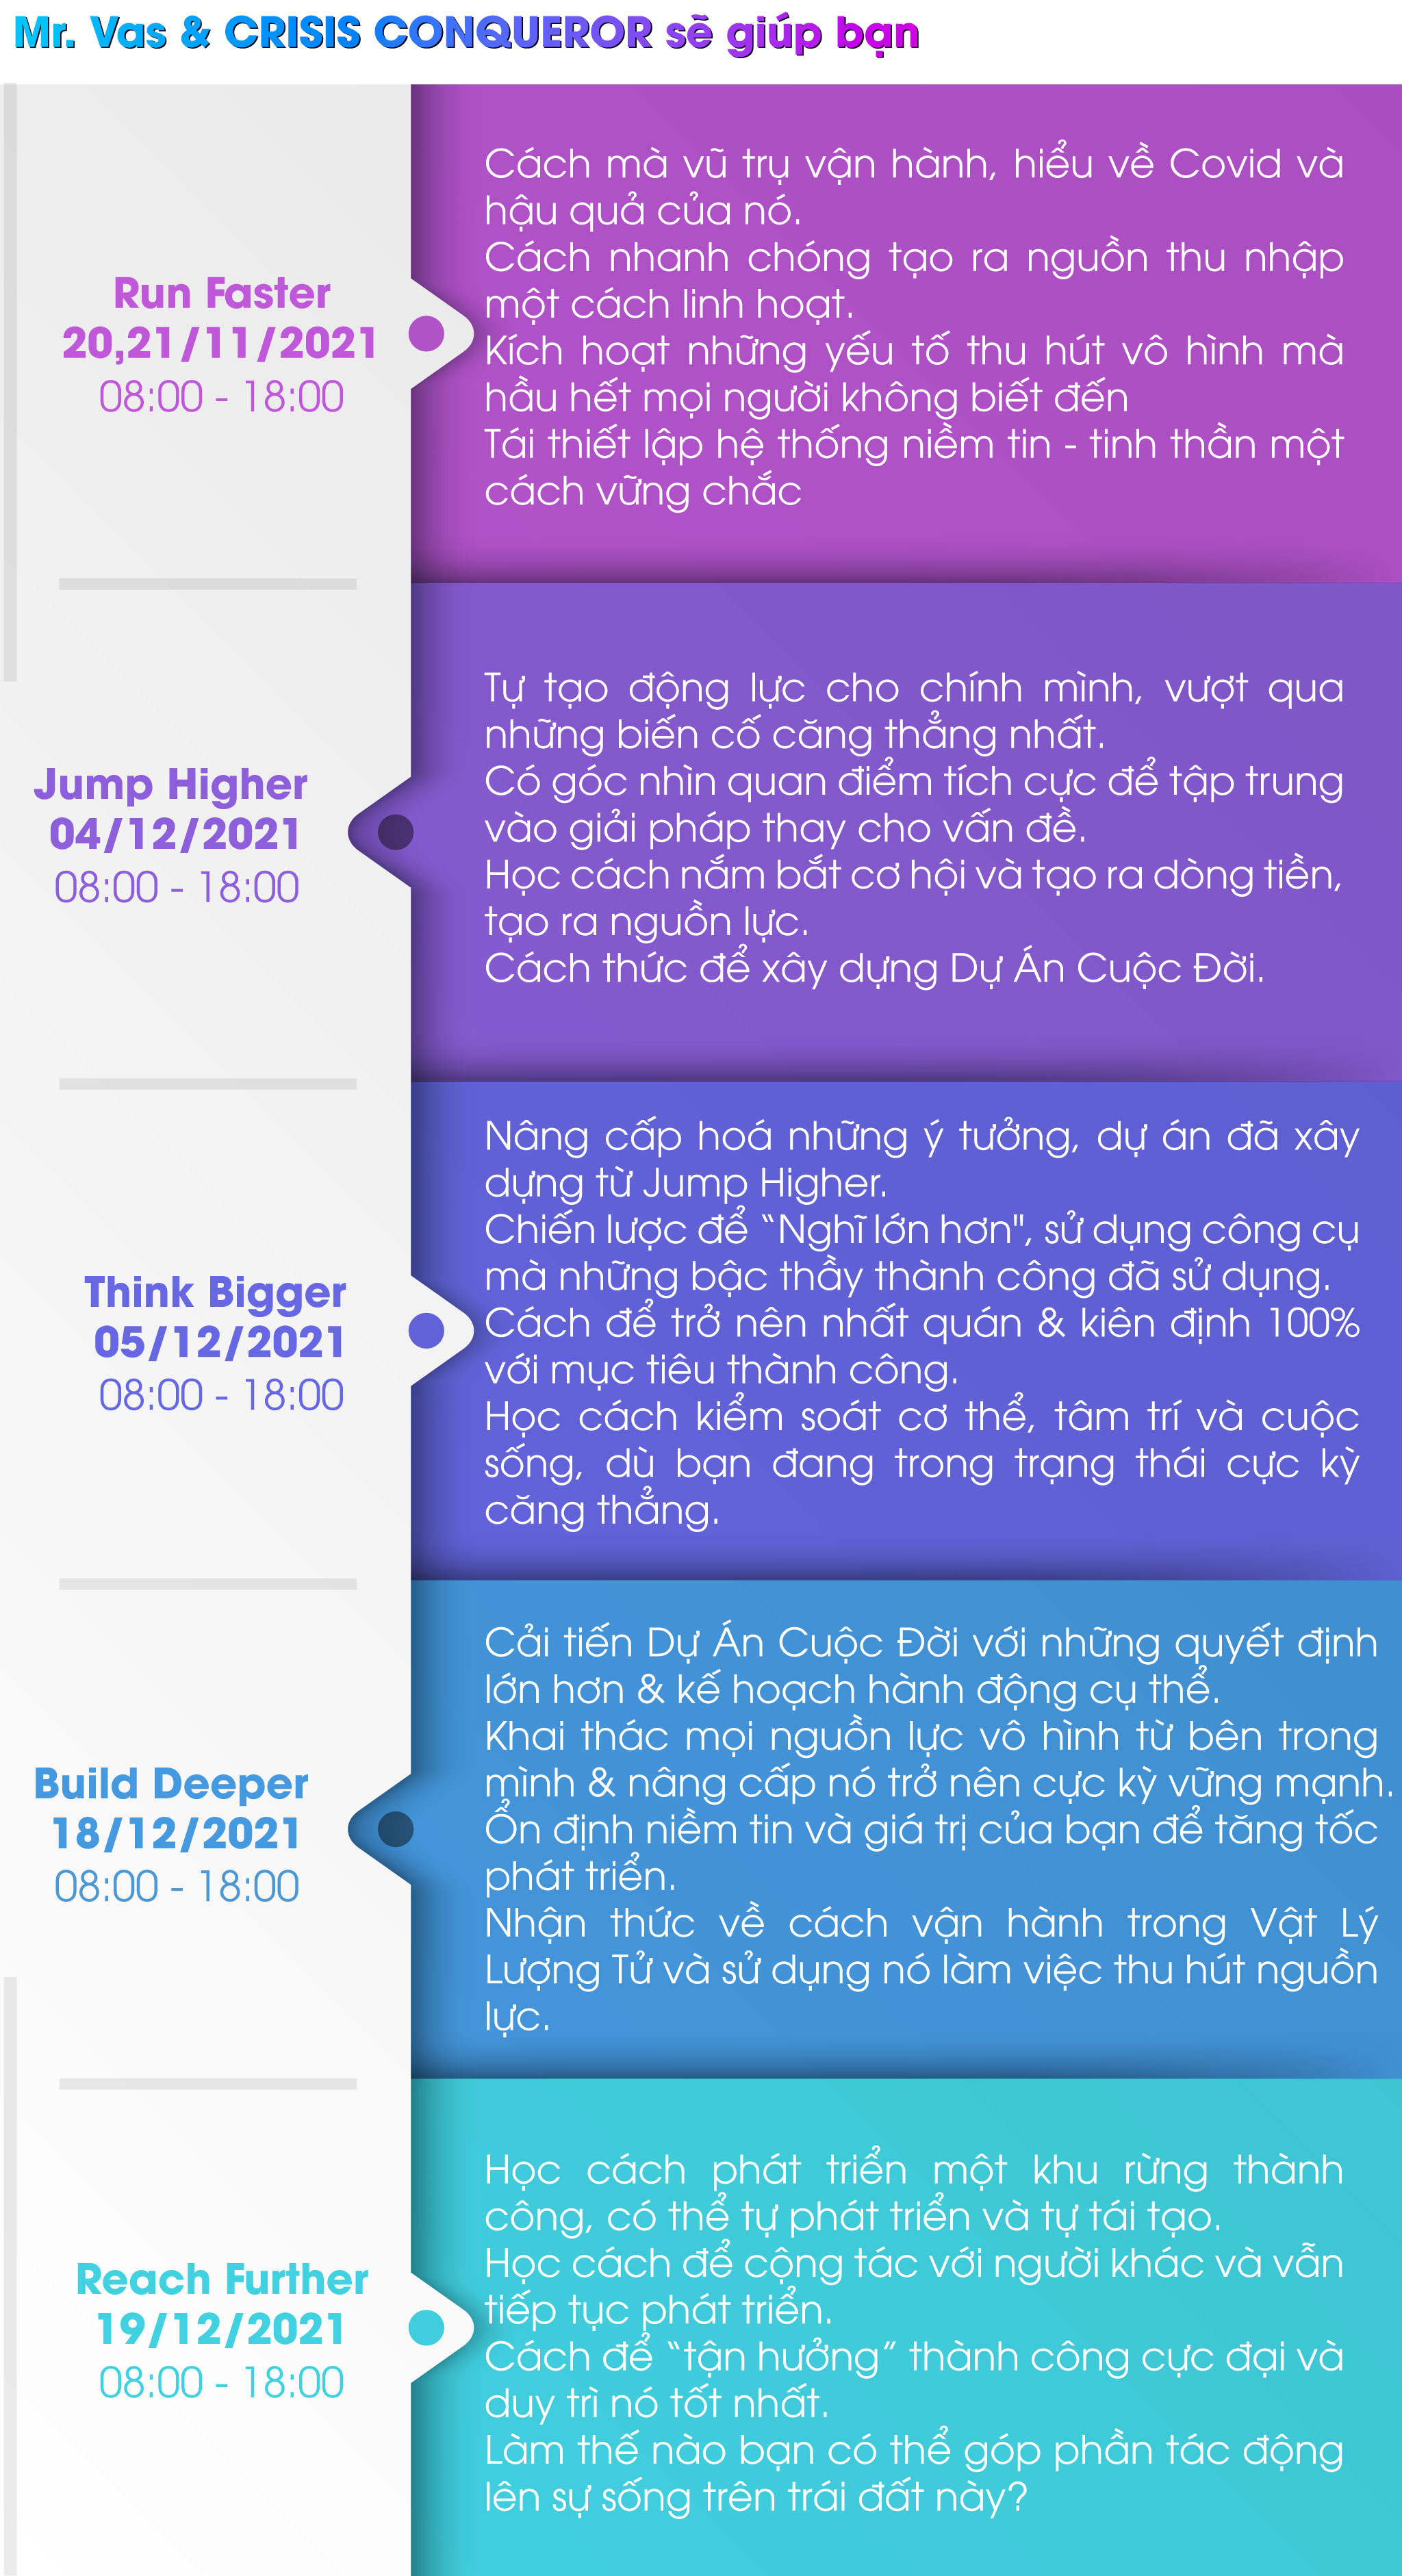 Mr. Vas & CRISIS CONQUEROR sẽ giúp bạn
Run Faster
20,21/11/2021
08:00 - 18:00
Cách mà vũ trụ vận hành, hiểu về Covid và
hậu quả của nó.
Cách nhanh chóng tạo ra nguồn thu nhập
một cách linh hoạt.
Kích hoạt những yếu tố thu hút vô hình mà
hầu hết mọi người không biết đến
Tái thiết lập hệ thống niềm tin - tinh thần một
cách vững chắc
Jump Higher
04/12/2021
08:00 - 18:00
Tự tạo động lực cho chính mình, vượt qua
những biến cố căng thẳng nhất.
Có góc nhìn quan điểm tích cực để tập trung
vào giải pháp thay cho vấn đề.
Học cách nắm bắt cơ hội và tạo ra dòng tiền,
tạo ra nguồn lực.
Cách thức để xây dựng Dự Án Cuộc Đời.
Think Bigger
05/12/2021
08:00 - 18:00
Nâng cấp hoá những ý tưởng, dự án đã xây
dựng từ Jump Higher.
Chiến lược để “Nghĩ lớn hơn", sử dụng công cụ
mà những bậc thầy thành công đã sử dụng.
Cách để trở nên nhất quán & kiên định 100%
với mục tiêu thành công.
Học cách kiểm soát cơ thể, tâm trí và cuộc
sống, dù bạn đang trong trạng thái cực kỳ
căng thẳng.
Build Deeper
18/12/2021
08:00 - 18:00
Cải tiến Dự Án Cuộc Đời với những quyết định
lớn hơn & kế hoạch hành động cụ thể.
Khai thác mọi nguồn lực vô hình từ bên trong
mình & nâng cấp nó trở nên cực kỳ vững mạnh.
Ổn định niềm tin và giá trị của bạn để tăng tốc
phát triển.
Nhận thức về cách vận hành trong Vật Lý
Lượng Tử và sử dụng nó làm việc thu hút nguồn
lực.
Reach Further
19/12/2021
08:00 - 18:00
Học cách phát triển một khu rừng thành
công, có thể tự phát triển và tự tái tạo.
Học cách để cộng tác với người khác và vẫn
tiếp tục phát triển.
Cách để “tận hưởng” thành công cực đại và
duy trì nó tốt nhất.
Làm thế nào bạn có thể góp phần tác động
lên sự sống trên trái đất này?